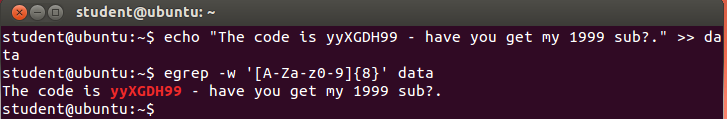 student@ubuntu: ~
student@ubuntu:~$ echo "The code is yyXGDH99 - have you get my 1999 sub?." >> da
ta
student@ubuntu:~$ egrep -w '[A-Za-z0-9]{8}' data
The code is yyXGDH99 - have you get my 1999 sub?.
student@ubuntu:~$